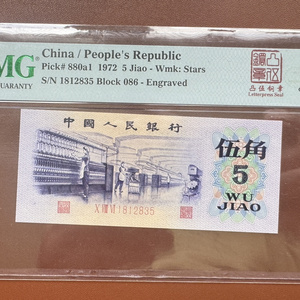 MG
GUARANTY
China / People's Republic
Pick# 880a1 1972 5 Jiao - Wmk: Stars
S/N 1812835 Block 086 - Engraved
Letterpress Seal
中國人民銀行
伍角
5
WU
JIAO
1812835